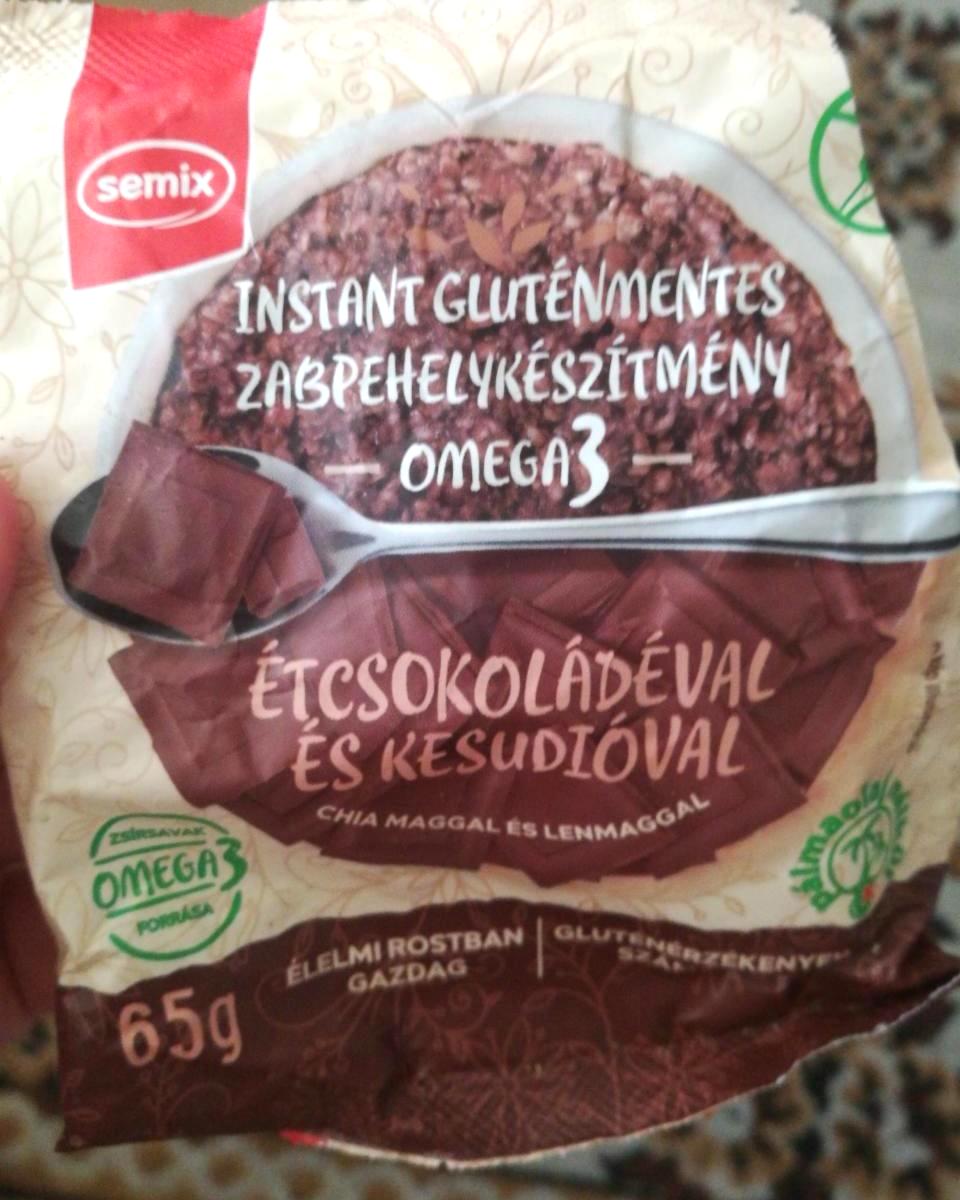 semix
INSTANT GLUTÉNMENTES
ZABPEHELYKÉSZÍTMÉNY
OMEGA3
ÉTCSOKOLÁDÉVAL
ÉS KESUDIÓVAL
CHIA MAGGAL ÉS LENMAGGAL
ZSÍRSAVAK
OMEGA3
FORRÁSA
ÉLELMI ROSTBAN
GAZDAG
65g